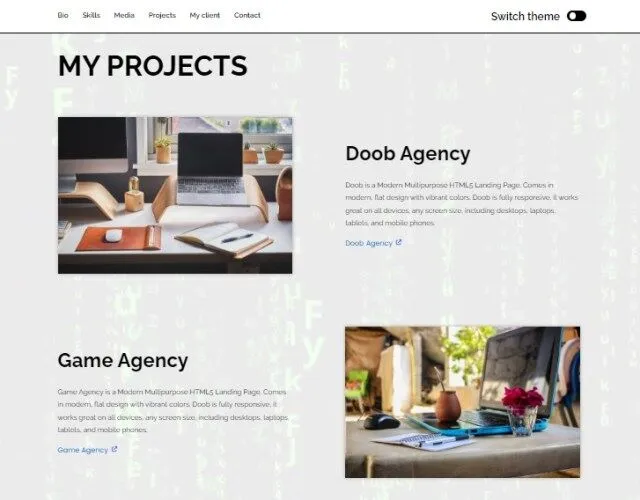 Bio Skills Media Projects My client Contact Switch theme
MY PROJECTS
Doob Agency
Doob is a Modern Multipurpose HTML5 Landing Page. Comes in
modern, flat design with vibrant colors. Doob is fully responsive, it works
great on all devices, any screen size, including desktops, laptops,
tablets, and mobile phones.
Doob Agency
Game Agency
Game Agency is a Modern Multipurpose HTML5 Landing Page. Comes
in modern, flat design with vibrant colors. Doob is fully responsive, it
works great on all devices, any screen size, including desktops, laptops,
tablets, and mobile phones.
Game Agency